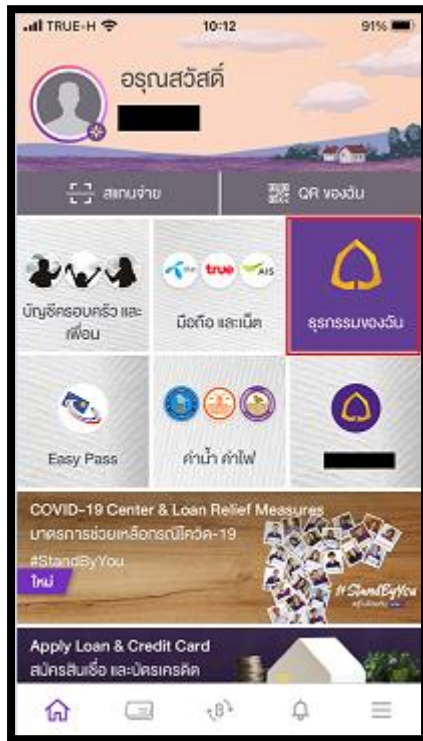 TRUE-H 10:12 91%
อรุณสวัสดิ์
สแกนจ่าย QR ของฉัน
dtac true AIS
บัญชีครอบครัว และ
เพื่อน
มือถือ และเน็ต
ธุรกรรมของฉัน
Easy Pass
ค่าน้ำ ค่าไฟ
COVID-19 Center & Loan Relief Measures
มาตรการช่วยเหลือกรณีโควิด-19
#StandByYou
ใหม่
#StandByYou
Apply Loan & Credit Card
สมัครสินเชื่อ และบัตรเครดิต